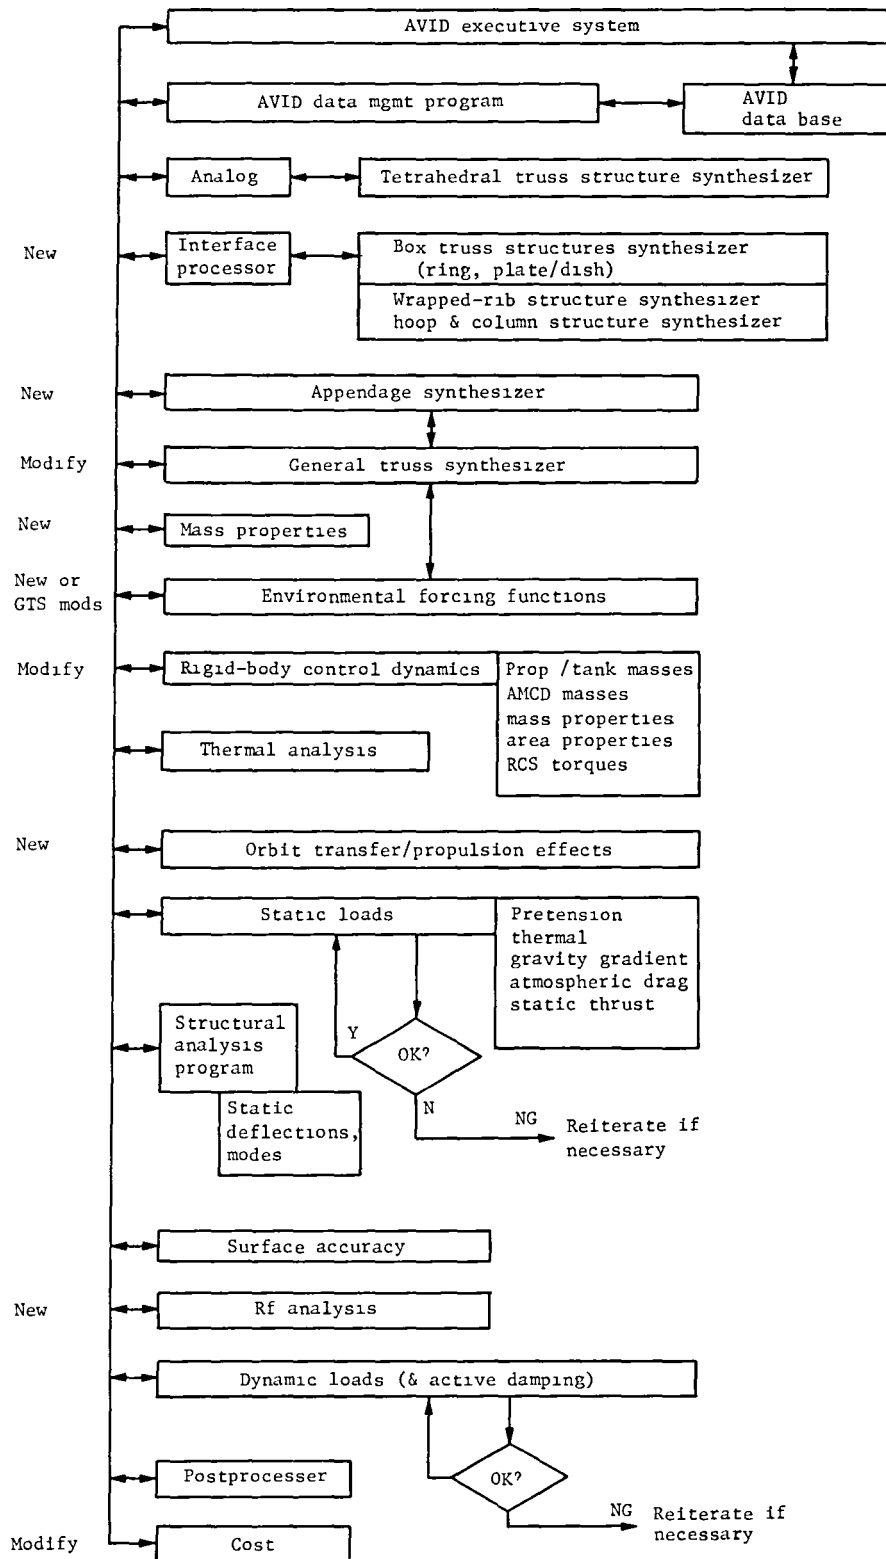 AVID executive system
AVID data mgmt program
AVID
data base
Analog
Tetrahedral truss structure synthesizer
New
Interface
processor
Box truss structures synthesizer
(ring, plate/dish)
Wrapped-rib structure synthesizer
hoop & column structure synthesizer
New
Appendage synthesizer
Modify
General truss synthesizer
New
Mass properties
New or
GTS mods
Environmental forcing functions
Modify
Rigid-body control dynamics
Prop /tank masses
AMCD masses
mass properties
area properties
RCS torques
Thermal analysis
New
Orbit transfer/propulsion effects
Static loads
Pretension
thermal
gravity gradient
atmospheric drag
static thrust
Structural
analysis
program
Y
OK?
N
Static
deflections,
modes
NG
Reiterate if
necessary
Surface accuracy
New
Rf analysis
Dynamic loads (& active damping)
Postprocesser
OK?
NG
Reiterate if
necessary
Modify
Cost